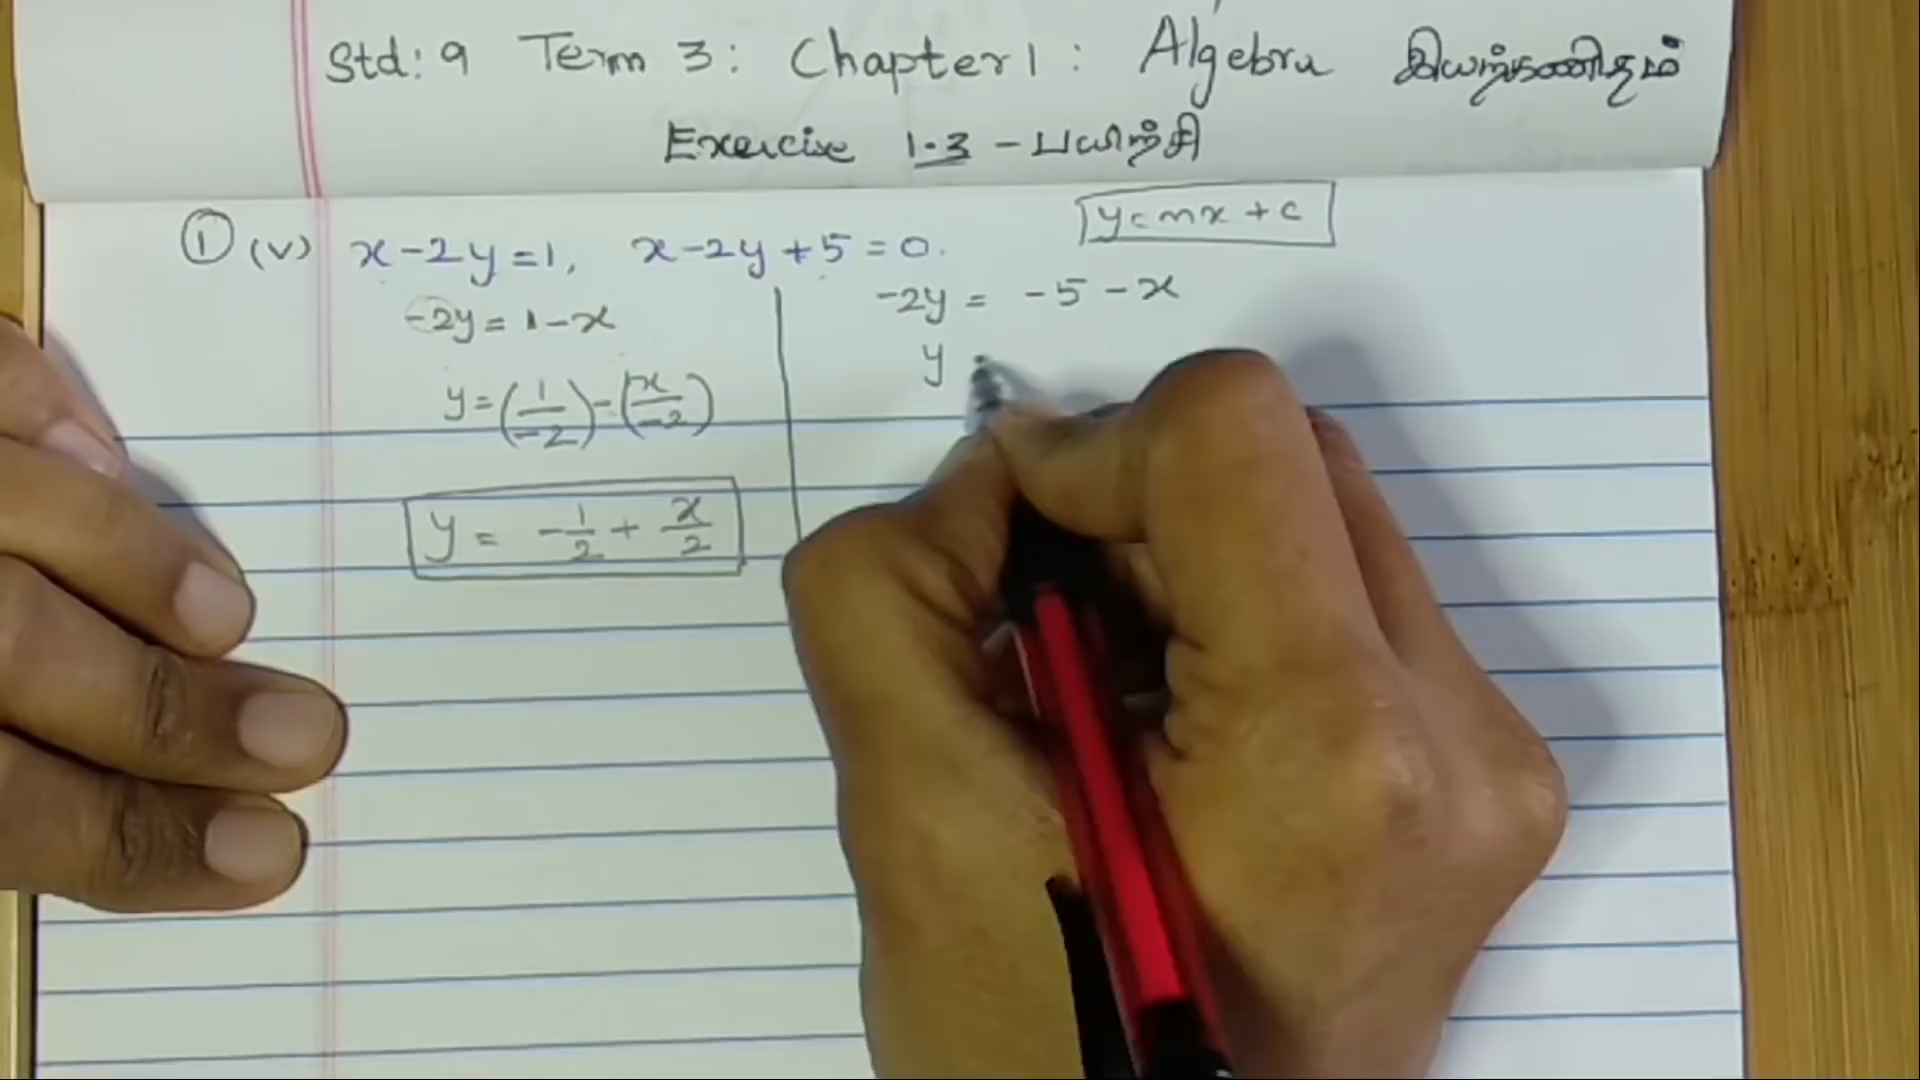 Std: 9 Term 3: Chapter 1: Algebra இயற்கணிதம்
Exercise 1.3 - பயிற்சி
y = mx + c
① (v) x - 2y = 1, x - 2y + 5 = 0.
-2y = 1 - x
y = (1/-2) - (x/-2)
y = -1/2 + x/2
-2y = -5 - x
y